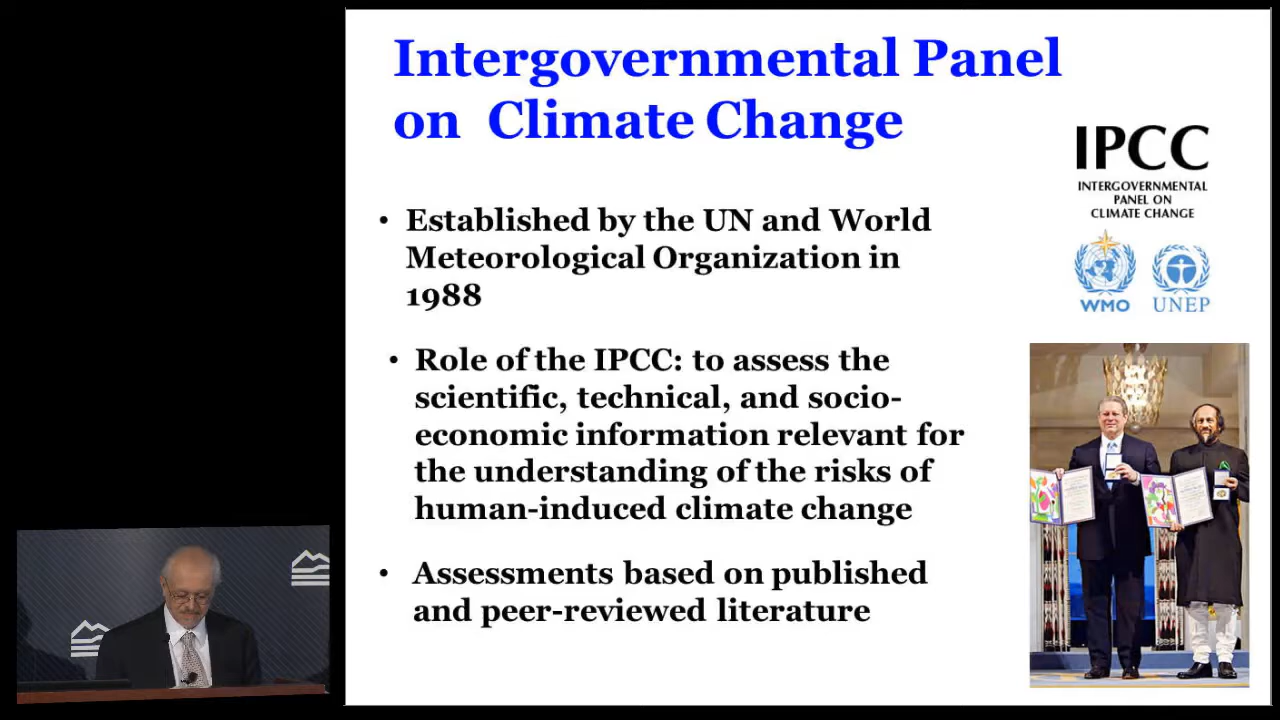 Intergovernmental Panel
on Climate Change
IPCC
INTERGOVERNMENTAL
PANEL ON
CLIMATE CHANGE
WMO UNEP
• Established by the UN and World
Meteorological Organization in
1988
• Role of the IPCC: to assess the
scientific, technical, and socio-
economic information relevant for
the understanding of the risks of
human-induced climate change
• Assessments based on published
and peer-reviewed literature